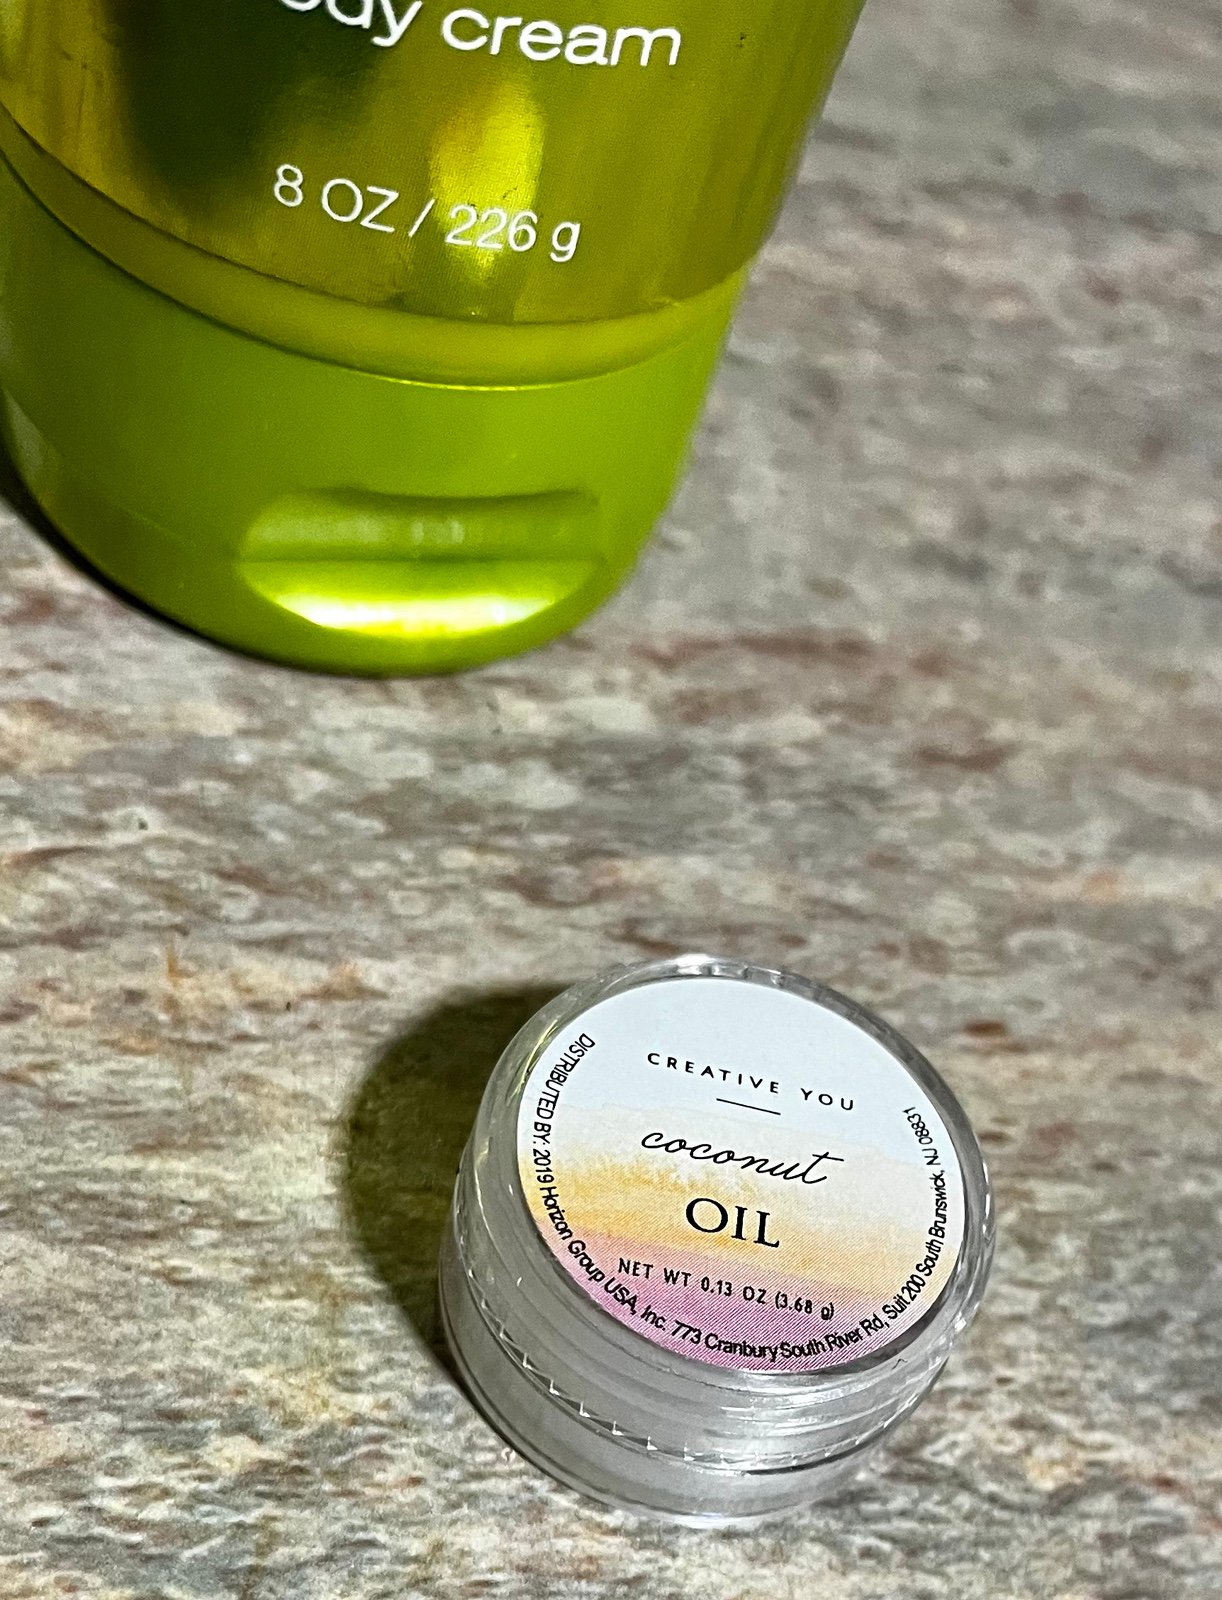 cream
8 OZ / 226 g
CREATIVE YOU
coconut
OIL
NET WT 0.13 OZ (3.68 g)
DISTRIBUTED BY: 2019 Horizon Group USA, Inc. 773 Cranbury South River Rd, Suit 200 South Brunswick, NJ 08831